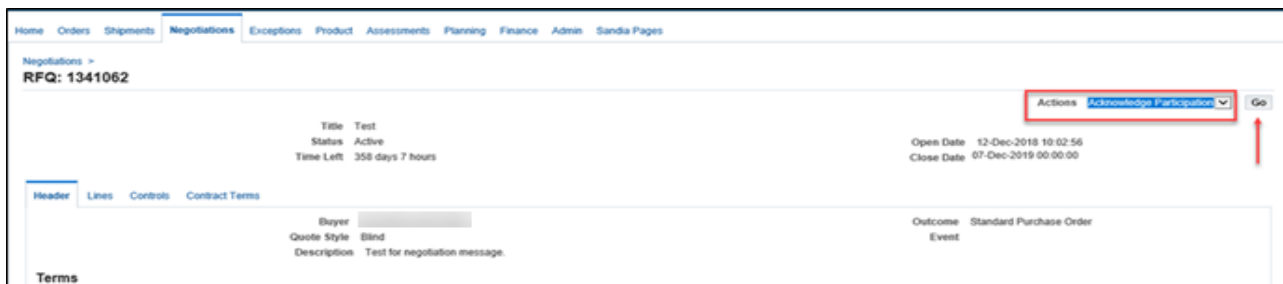 Home Orders Shipments Negotiations Exceptions Product Assessments Planning Finance Admin Sandia Pages
Negotiations >
RFQ: 1341062
Actions Acknowledge Participation Go
Title Test
Status Active
Time Left 358 days 7 hours
Open Date 12-Dec-2018 10:02:56
Close Date 07-Dec-2019 00:00:00
Header Lines Controls Contract Terms
Buyer
Quote Style Blind
Description Test for negotiation message.
Outcome Standard Purchase Order
Event
Terms